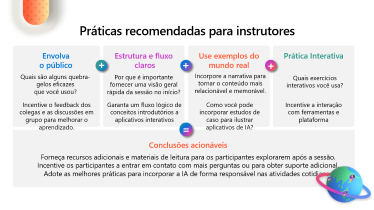 Práticas recomendadas para instrutores
Envolva
o público
Quais são alguns quebra-
gelos eficazes
que você usou?
Incentive o feedback dos
colegas e as discussões em
grupo para melhorar o
aprendizado.
+
Estrutura e fluxo
claros
Por que é importante
fornecer uma visão geral
rápida da sessão no início?
Garanta um fluxo lógico de
conceitos introdutórios a
aplicativos interativos
+
Use exemplos do
mundo real
Incorpore a narrativa para
tornar o conteúdo mais
relacionável e memorável.
Como você pode
incorporar estudos de
caso para ilustrar
aplicativos de IA?
+
Prática Interativa
Quais exercícios
interativos você usa?
Incentive a interação
com ferramentas e
plataforma
=
Conclusões acionáveis
Forneça recursos adicionais e materiais de leitura para os participantes explorarem após a sessão.
Incentive os participantes a entrar em contato com mais perguntas ou para obter suporte adicional.
Adote as melhores práticas para incorporar a IA de forma responsável nas atividades